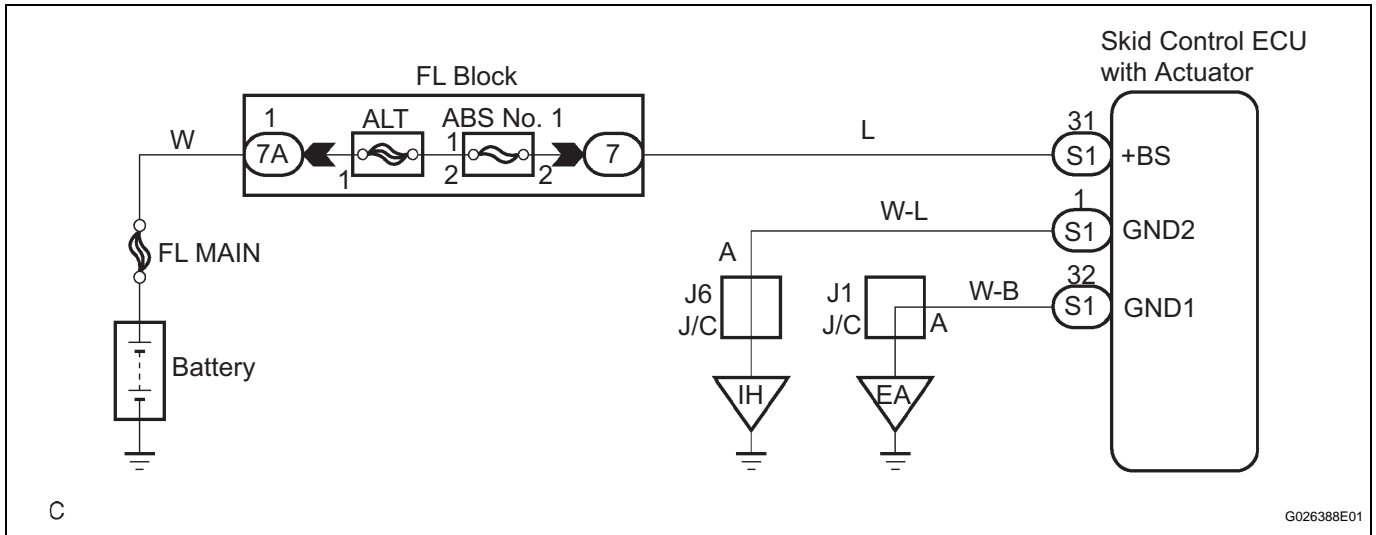 Skid Control ECU
with Actuator
FL Block
1
ALT
ABS No. 1
W
7A
1
1
2
2
7
L
31
S1
+BS
W-L
1
S1
GND2
FL MAIN
A
J6
J/C
J1
J/C
A
W-B
32
S1
GND1
Battery
IH
EA
C
G026388E01